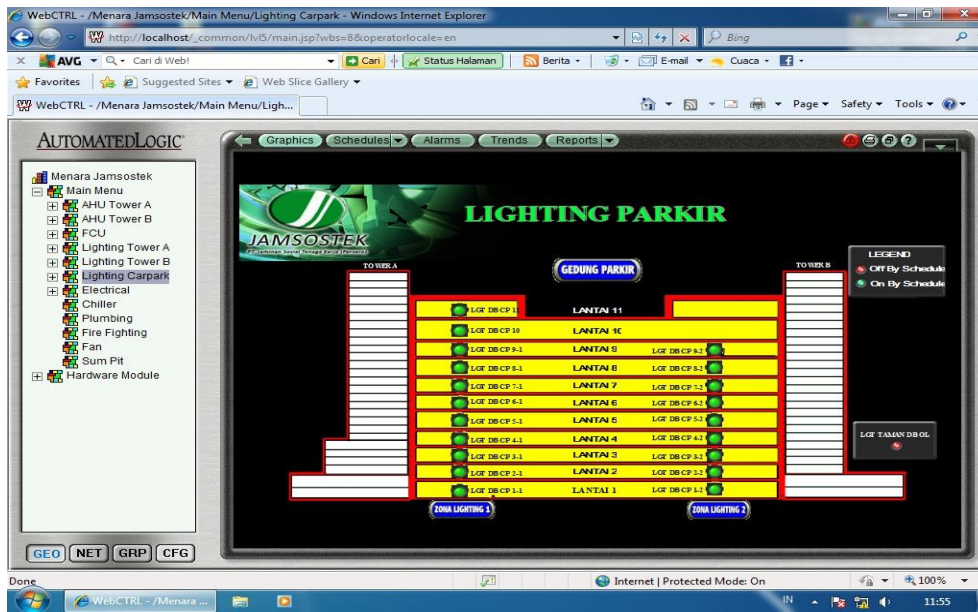 WebCTRL - /Menara Jamsostek/Main Menu/Lighting Carpark - Windows Internet Explorer
http://localhost/_common/lvl5/main.jsp?wbs=8&operatorlocale=en
Bing
AVG
Cari di Web!
Cari
Status Halaman
Berita
E-mail
Cuaca
Favorites
Suggested Sites
Web Slice Gallery
WebCTRL - /Menara Jamsostek/Main Menu/Ligh...
Page
Safety
Tools
AUTOMATEDLOGIC
Graphics
Schedules
Alarms
Trends
Reports
Menara Jamsostek
Main Menu
AHU Tower A
AHU Tower B
FCU
Lighting Tower A
Lighting Tower B
Lighting Carpark
Electrical
Chiller
Plumbing
Fire Fighting
Fan
Sum Pit
Hardware Module
JAMSOSTEK
LIGHTING PARKIR
TOWER A
GEDUNG PARKIR
TOWER B
LEGEND
Off By Schedule
On By Schedule
LGT DB CP 11 LANTAI 11
LGT DB CP 10 LANTAI 10
LGT DB CP 9-1 LANTAI 9 LGT DB CP 9-2
LGT DB CP 8-1 LANTAI 8 LGT DB CP 8-2
LGT DB CP 7-1 LANTAI 7 LGT DB CP 7-2
LGT DB CP 6-1 LANTAI 6 LGT DB CP 6-2
LGT DB CP 5-1 LANTAI 5 LGT DB CP 5-2
LGT DB CP 4-1 LANTAI 4 LGT DB CP 4-2
LGT DB CP 3-1 LANTAI 3 LGT DB CP 3-2
LGT DB CP 2-1 LANTAI 2 LGT DB CP 2-2
LGT DB CP 1-1 LANTAI 1 LGT DB CP 1-2
LGT TAMAN DB OL
ZONA LIGHTING 1
ZONA LIGHTING 2
GEO NET GRP CFG
Done
Internet | Protected Mode: On
100%
WebCTRL - /Menara ...
IN
11:55